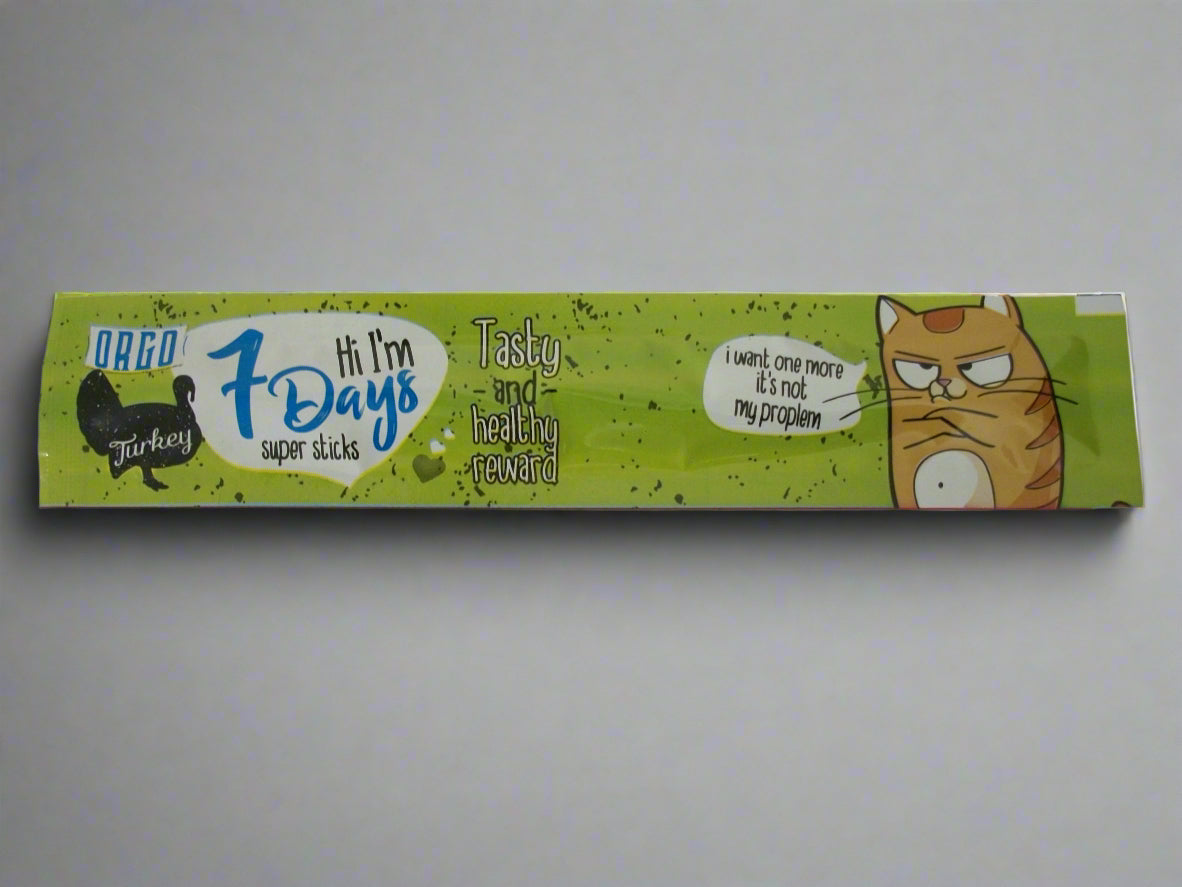 ORGO
Turkey
7 Hi I'm
Days
super sticks
Tasty
- and -
healthy
reward
i want one more
it's not
my proplem